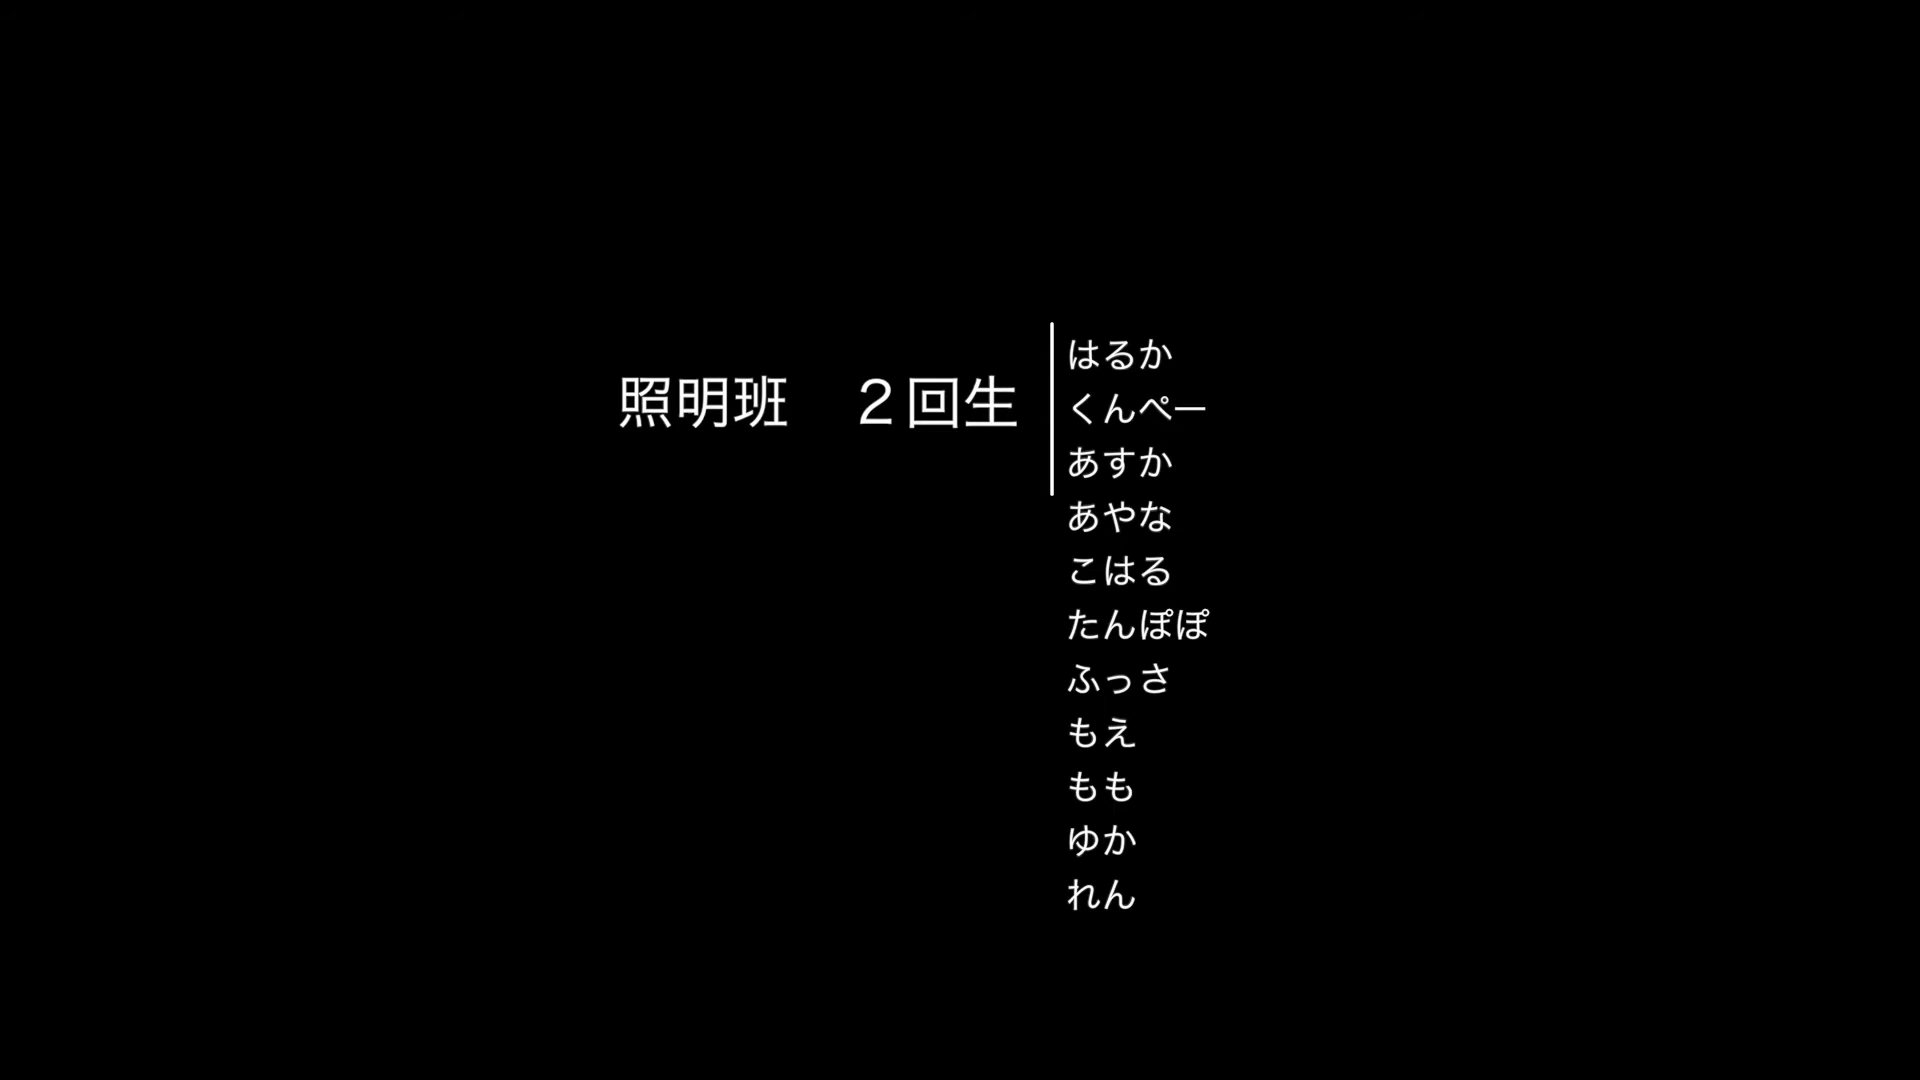 照明班　２回生
はるか
くんぺー
あすか
あやな
こはる
たんぽぽ
ふっさ
もえ
もも
ゆか
れん